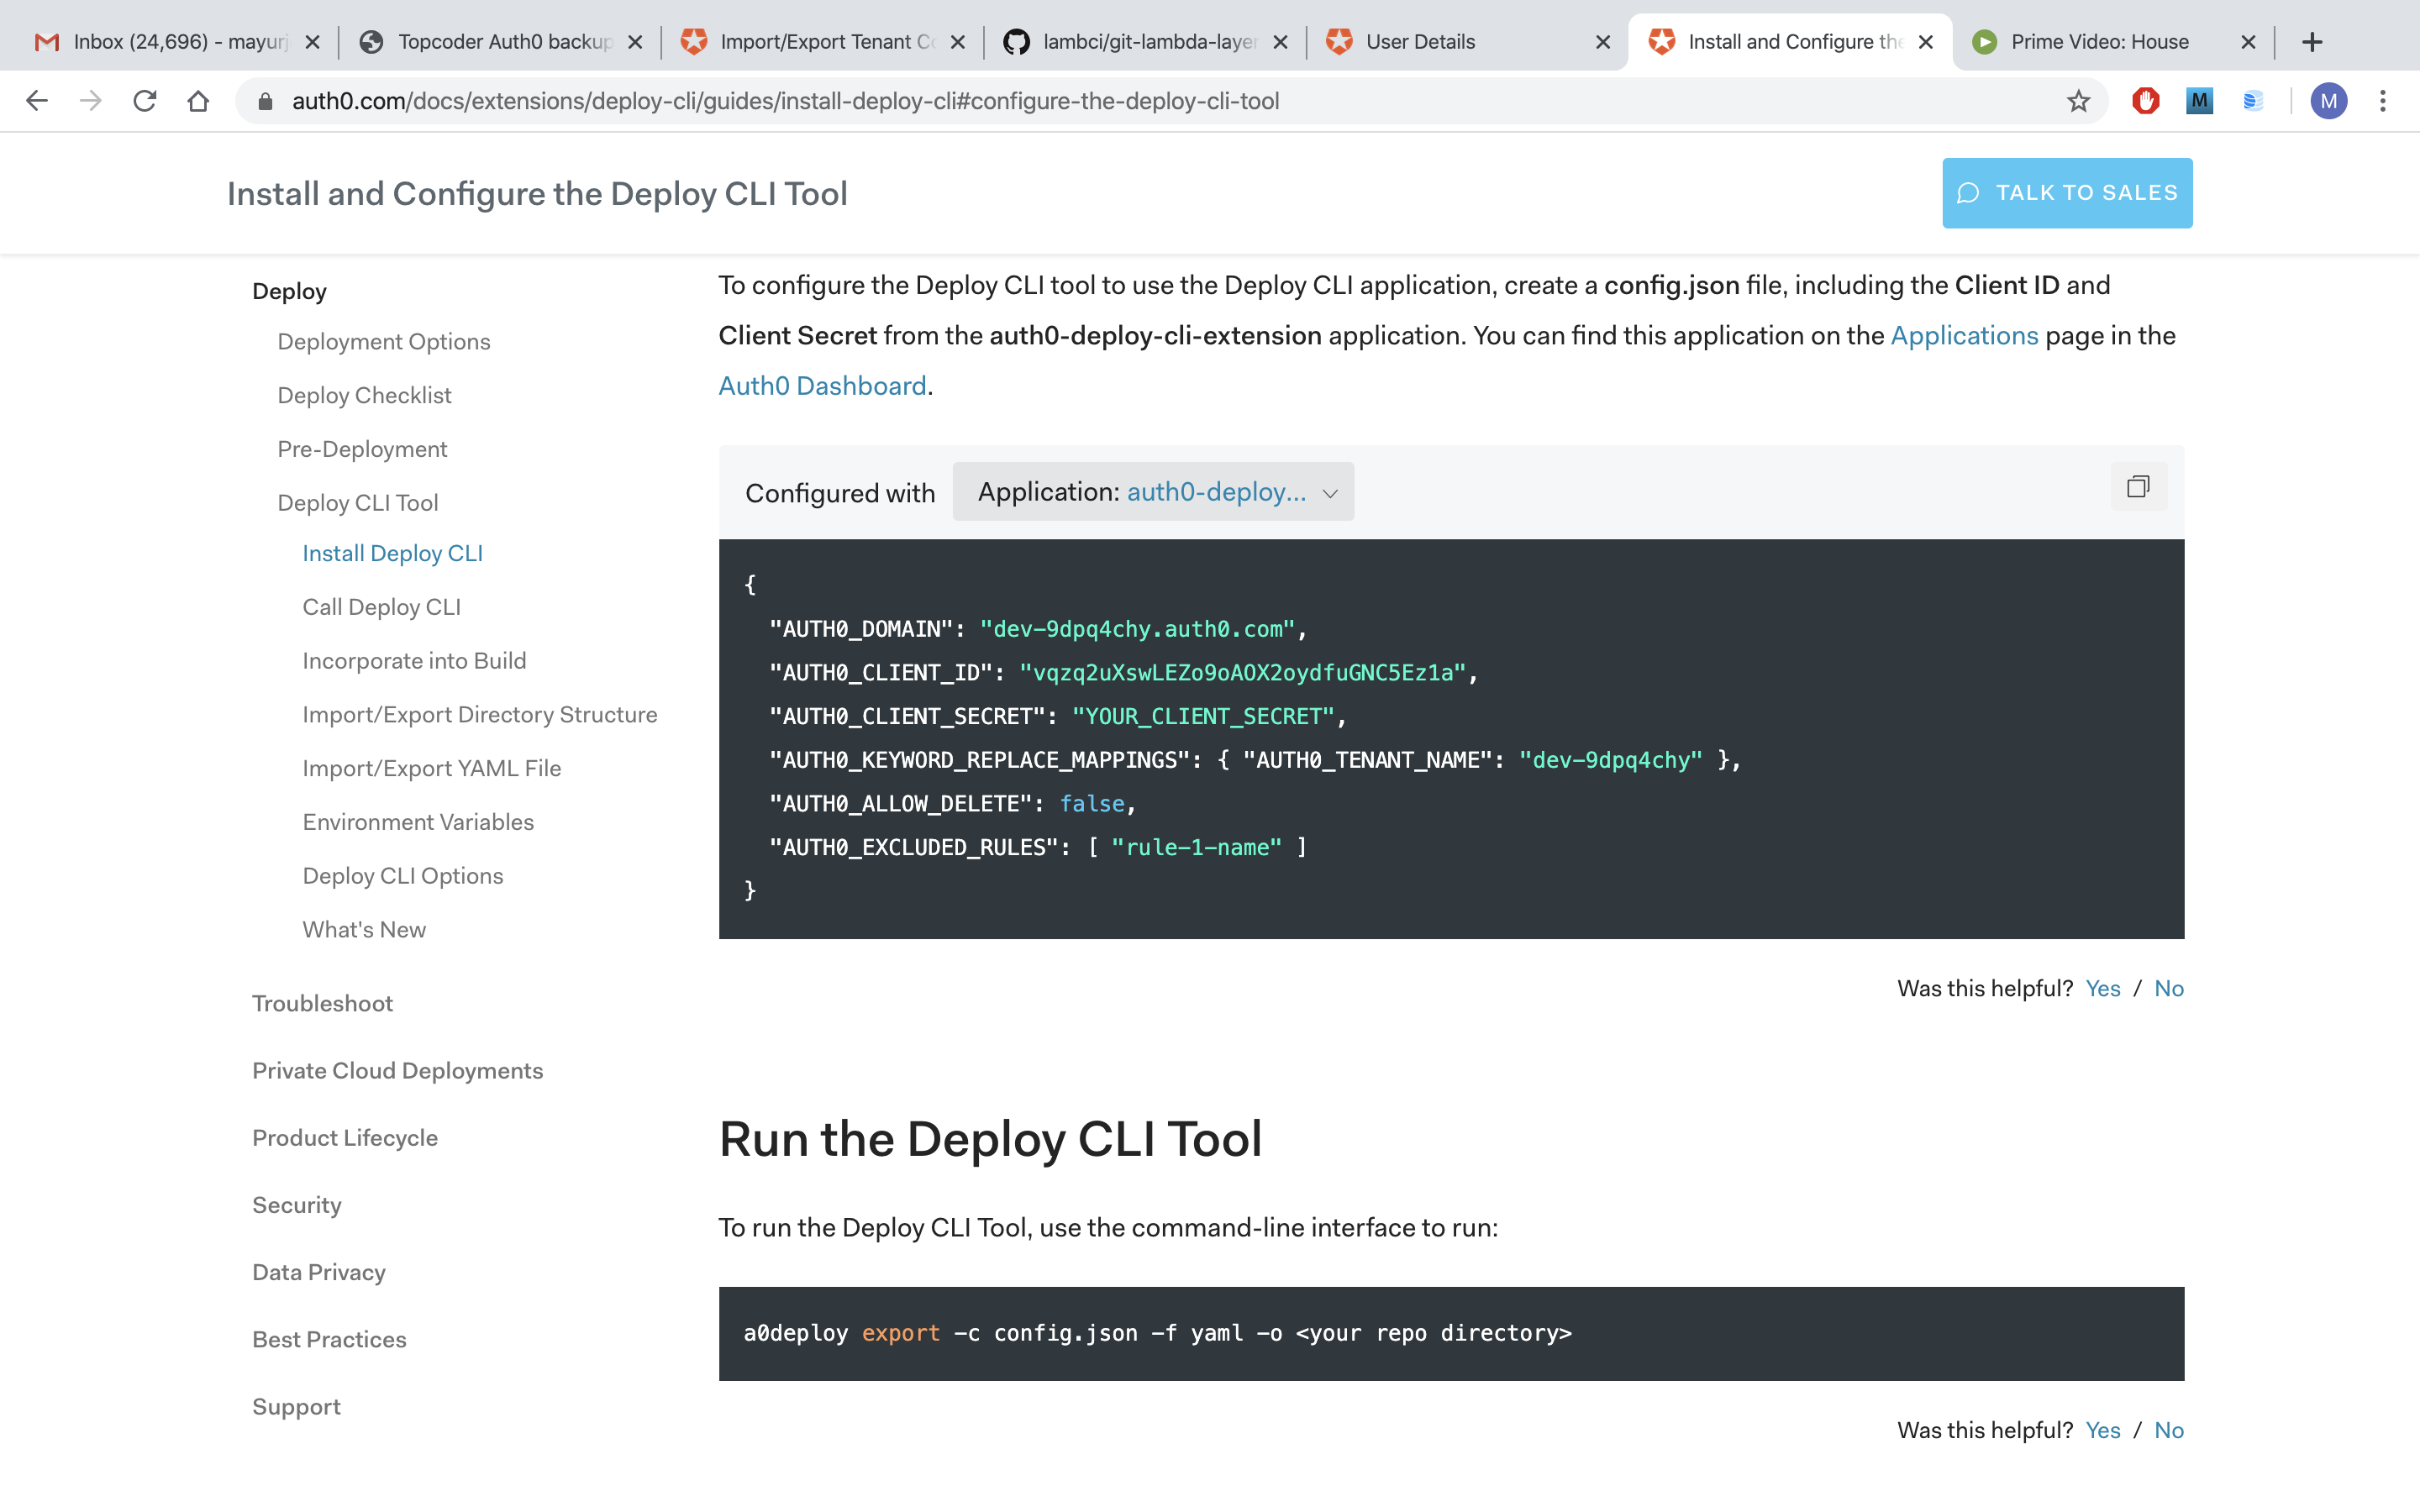 Inbox (24,696) - mayurj
Topcoder Auth0 backup
Import/Export Tenant Co
lambci/git-lambda-layer
User Details
Install and Configure the
Prime Video: House
auth0.com/docs/extensions/deploy-cli/guides/install-deploy-cli#configure-the-deploy-cli-tool
M
M
Install and Configure the Deploy CLI Tool
TALK TO SALES
Deploy
Deployment Options
Deploy Checklist
Pre-Deployment
Deploy CLI Tool
Install Deploy CLI
Call Deploy CLI
Incorporate into Build
Import/Export Directory Structure
Import/Export YAML File
Environment Variables
Deploy CLI Options
What's New
Troubleshoot
Private Cloud Deployments
Product Lifecycle
Security
Data Privacy
Best Practices
Support
To configure the Deploy CLI tool to use the Deploy CLI application, create a config.json file, including the Client ID and
Client Secret from the auth0-deploy-cli-extension application. You can find this application on the Applications page in the
Auth0 Dashboard.
Configured with Application: auth0-deploy...
{
"AUTH0_DOMAIN": "dev-9dpq4chy.auth0.com",
"AUTH0_CLIENT_ID": "vqzq2uXswLEZo9oAOX2oydfuGNC5Ez1a",
"AUTH0_CLIENT_SECRET": "YOUR_CLIENT_SECRET",
"AUTH0_KEYWORD_REPLACE_MAPPINGS": { "AUTH0_TENANT_NAME": "dev-9dpq4chy" },
"AUTH0_ALLOW_DELETE": false,
"AUTH0_EXCLUDED_RULES": [ "rule-1-name" ]
}
Was this helpful? Yes / No
Run the Deploy CLI Tool
To run the Deploy CLI Tool, use the command-line interface to run:
a0deploy export -c config.json -f yaml -o <your repo directory>
Was this helpful? Yes / No